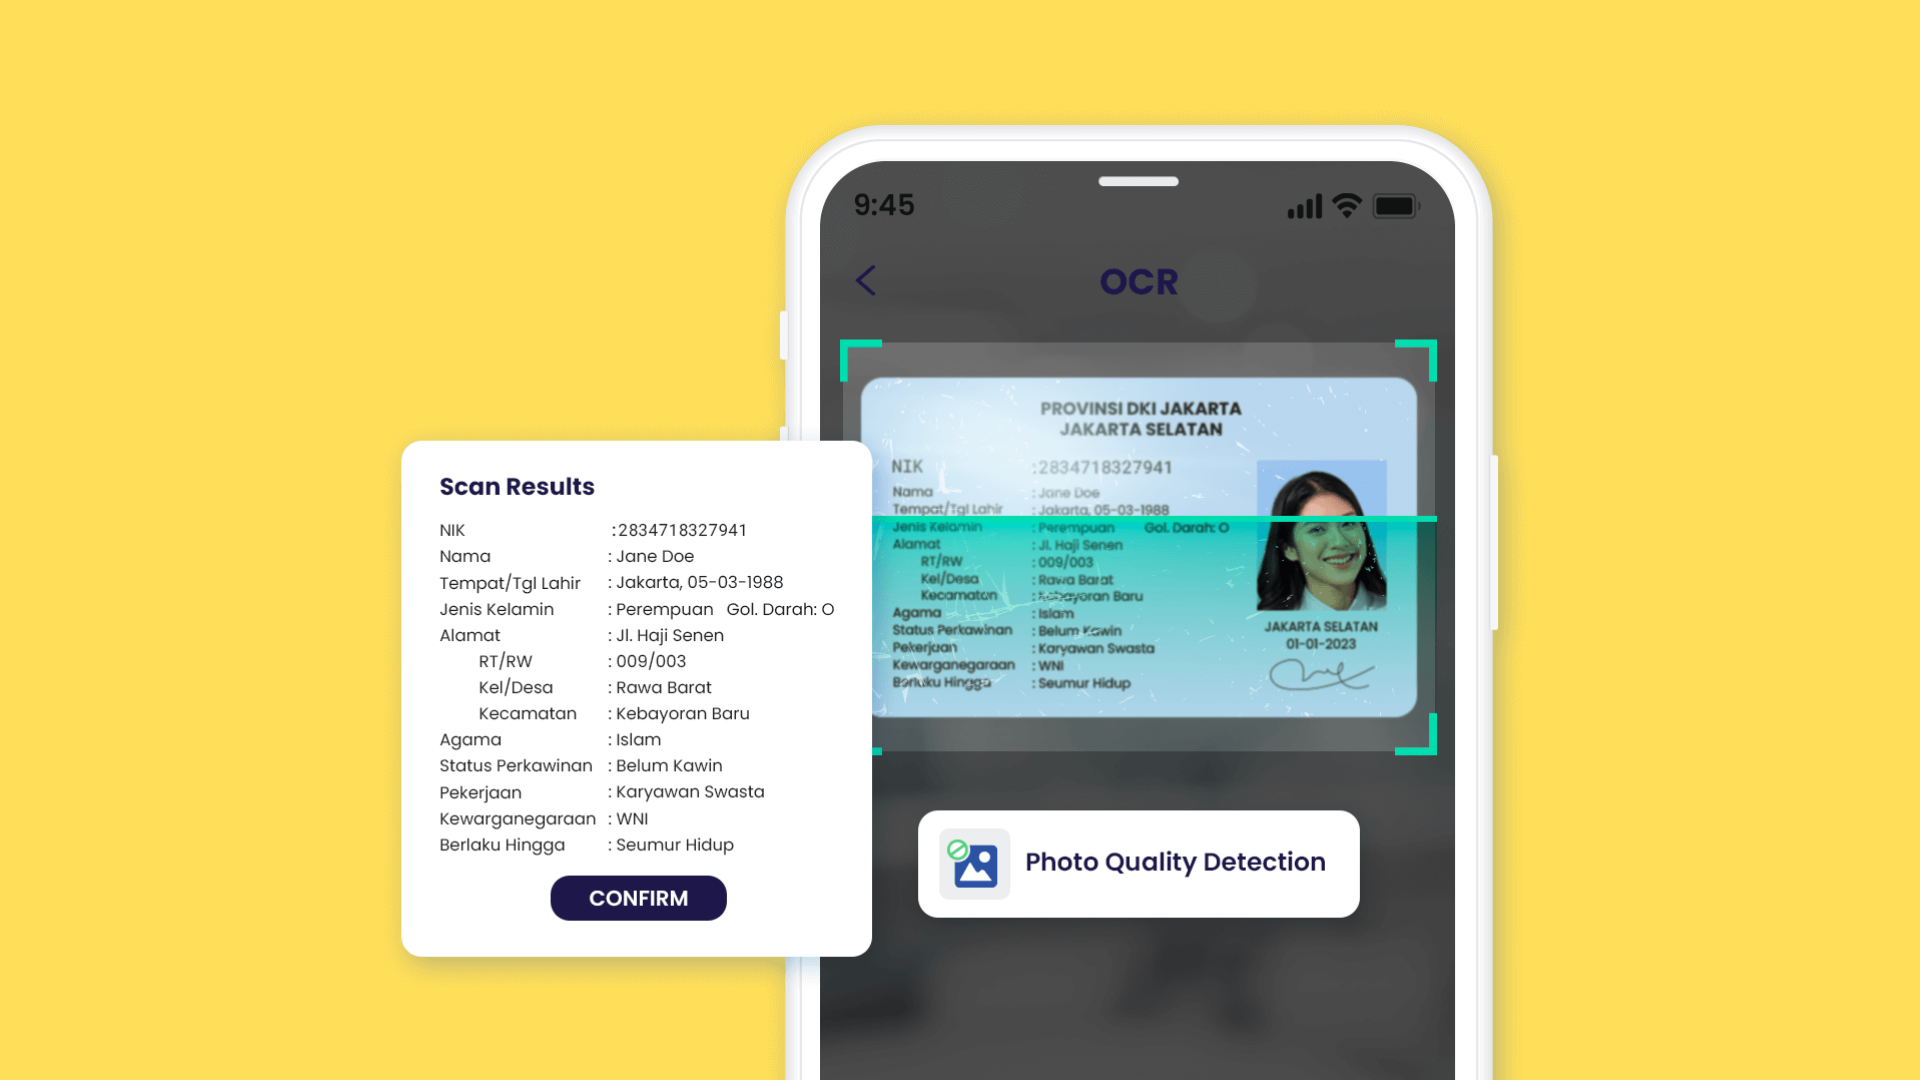 9:45
OCR
PROVINSI DKI JAKARTA
JAKARTA SELATAN
NIK :2834718327941
Nama : Jane Doe
Tempat/Tgl Lahir : Jakarta, 05-03-1988
Jenis Kelamin : Perempuan Gol. Darah: O
Alamat : Jl. Haji Senen
RT/RW : 009/003
Kel/Desa : Rawa Barat
Kecamatan : Kebayoran Baru
Agama : Islam
Status Perkawinan : Belum Kawin
Pekerjaan : Karyawan Swasta
Kewarganegaraan : WNI
Berlaku Hingga : Seumur Hidup
JAKARTA SELATAN
01-01-2023
Scan Results
NIK :2834718327941
Nama : Jane Doe
Tempat/Tgl Lahir : Jakarta, 05-03-1988
Jenis Kelamin : Perempuan Gol. Darah: O
Alamat : Jl. Haji Senen
RT/RW : 009/003
Kel/Desa : Rawa Barat
Kecamatan : Kebayoran Baru
Agama : Islam
Status Perkawinan : Belum Kawin
Pekerjaan : Karyawan Swasta
Kewarganegaraan : WNI
Berlaku Hingga : Seumur Hidup
CONFIRM
Photo Quality Detection